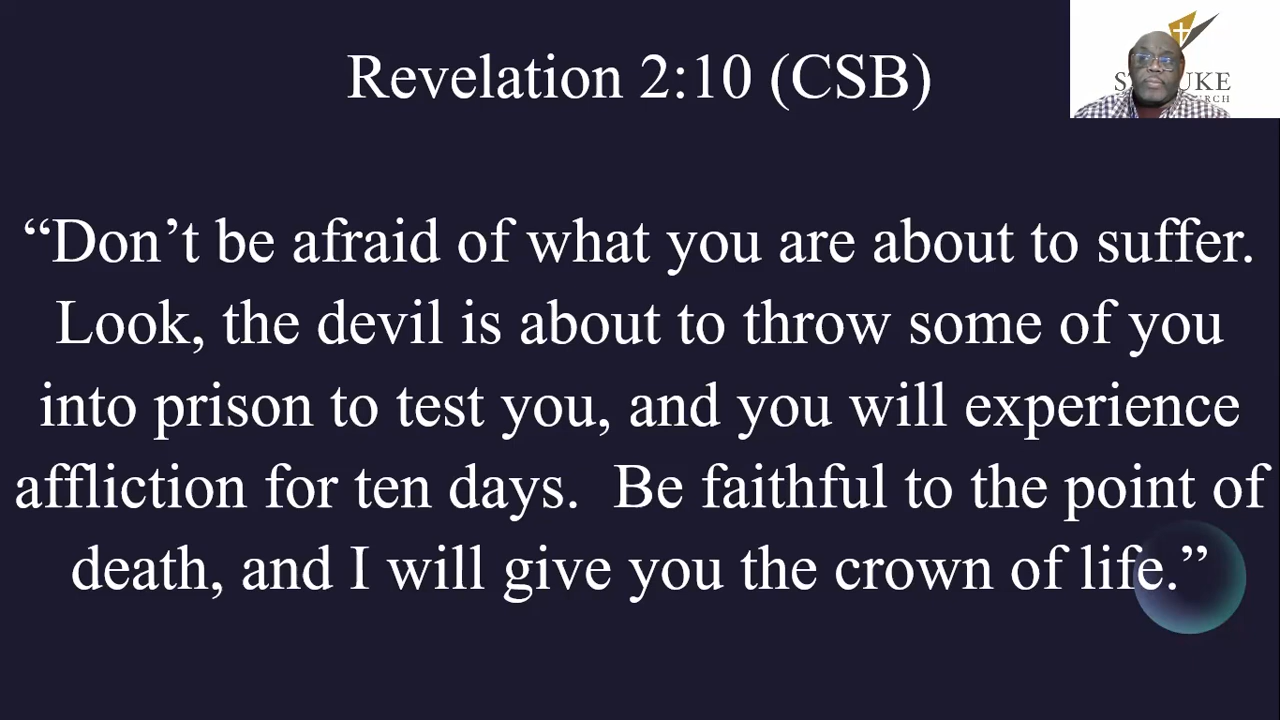 Revelation 2:10 (CSB)
“Don’t be afraid of what you are about to suffer.
Look, the devil is about to throw some of you
into prison to test you, and you will experience
affliction for ten days.  Be faithful to the point of
death, and I will give you the crown of life.”